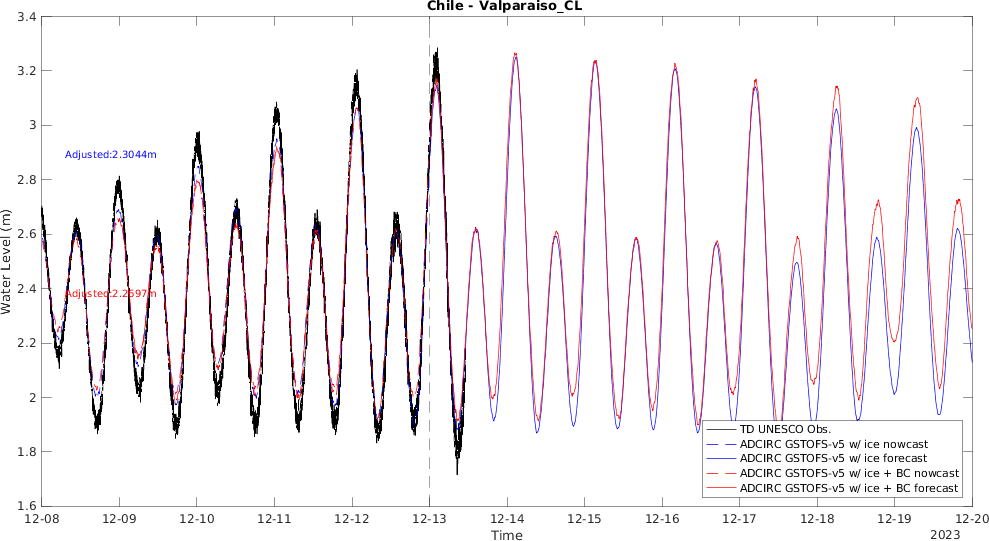 Chile - Valparaiso_CL
3.4
3.2
3
2.8
2.6
2.4
2.2
2
1.8
1.6
Water Level (m)
Adjusted:2.3044m
Adjusted:2.2597m
TD UNESCO Obs.
ADCIRC GSTOFS-v5 w/ ice nowcast
ADCIRC GSTOFS-v5 w/ ice forecast
ADCIRC GSTOFS-v5 w/ ice + BC nowcast
ADCIRC GSTOFS-v5 w/ ice + BC forecast
12-08 12-09 12-10 12-11 12-12 12-13 12-14 12-15 12-16 12-17 12-18 12-19 12-20
Time
2023